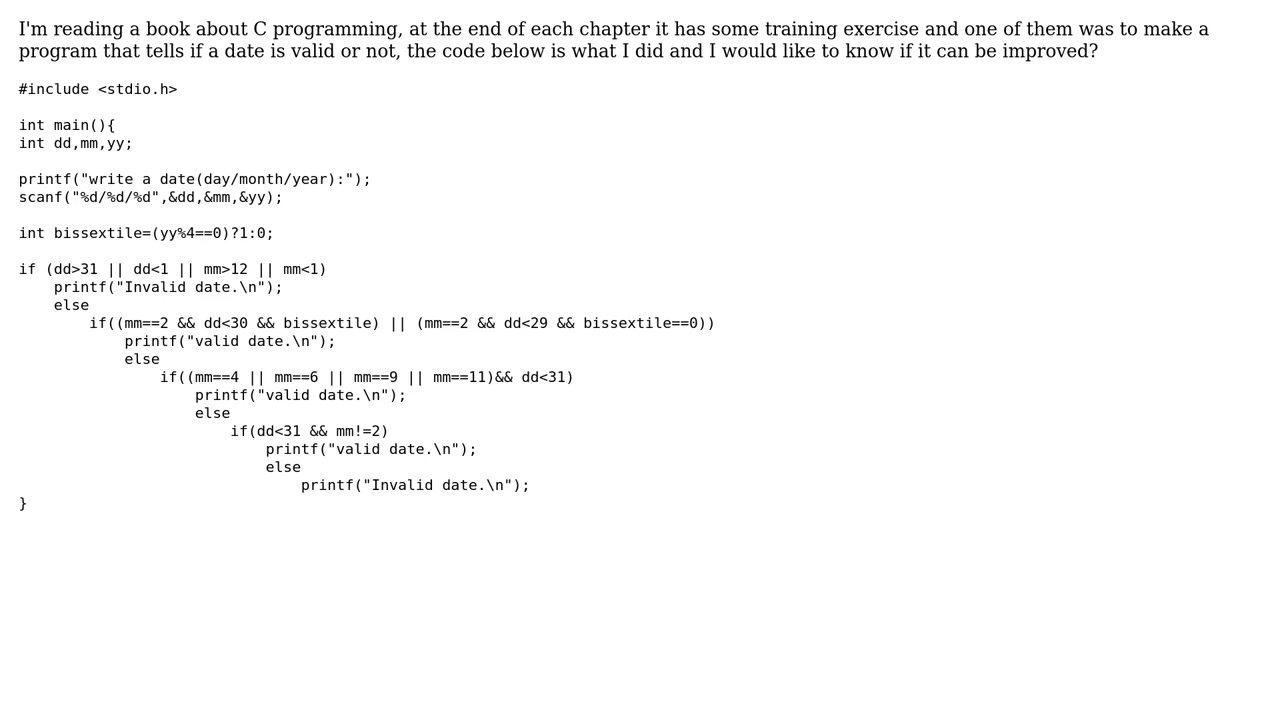 I'm reading a book about C programming, at the end of each chapter it has some training exercise and one of them was to make a
program that tells if a date is valid or not, the code below is what I did and I would like to know if it can be improved?
#include <stdio.h>
int main(){
int dd,mm,yy;
printf("write a date(day/month/year):");
scanf("%d/%d/%d",&dd,&mm,&yy);
int bissextile=(yy%4==0)?1:0;
if (dd>31 || dd<1 || mm>12 || mm<1)
    printf("Invalid date.\n");
    else
        if((mm==2 && dd<30 && bissextile) || (mm==2 && dd<29 && bissextile==0))
            printf("valid date.\n");
            else
                if((mm==4 || mm==6 || mm==9 || mm==11)&& dd<31)
                    printf("valid date.\n");
                    else
                        if(dd<31 && mm!=2)
                            printf("valid date.\n");
                            else
                                printf("Invalid date.\n");
}